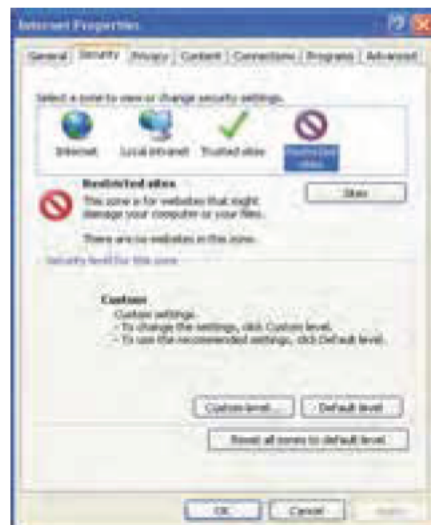 Internet Properties
General Security Privacy Content Connections Programs Advanced
Select a zone to view or change security settings.
Internet Local intranet Trusted sites Restricted sites
Restricted sites
Sites
This zone is for websites that might
damage your computer or your files.
There are no websites in this zone.
Security level for this zone
Custom
Custom settings.
- To change the settings, click Custom level.
- To use the recommended settings, click Default level.
Custom level... Default level
Reset all zones to default level
OK Cancel Apply